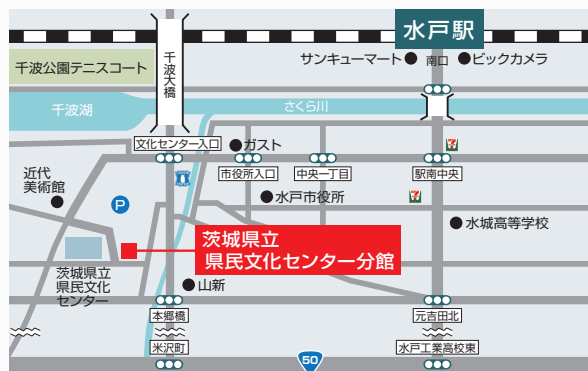 水戸駅
サンキューマート
南口
ビックカメラ
千波公園テニスコート
千波大橋
千波湖
さくら川
文化センター入口
ガスト
市役所入口
中央一丁目
駅南中央
7
近代
美術館
P
水戸市役所
7
水城高等学校
茨城県立
県民文化センター分館
茨城県立
県民文化
センター
山新
本郷橋
元吉田北
米沢町
50
水戸工業高校東